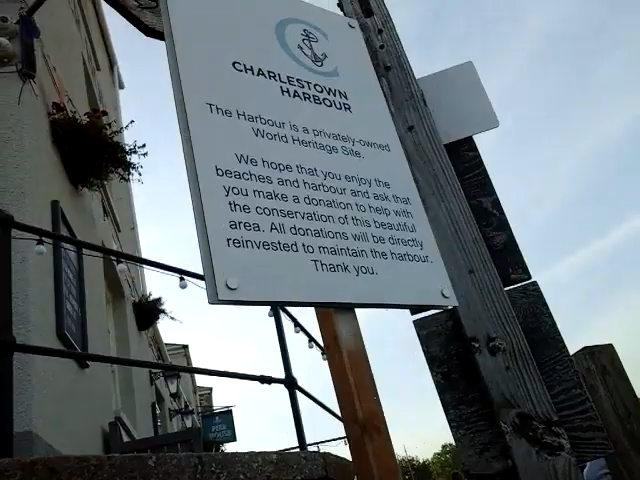 CHARLESTOWN
HARBOUR
The Harbour is a privately-owned
World Heritage Site.
We hope that you enjoy the
beaches and harbour and ask that
you make a donation to help with
the conservation of this beautiful
area. All donations will be directly
reinvested to maintain the harbour.
Thank you.
PIER
HOUSE